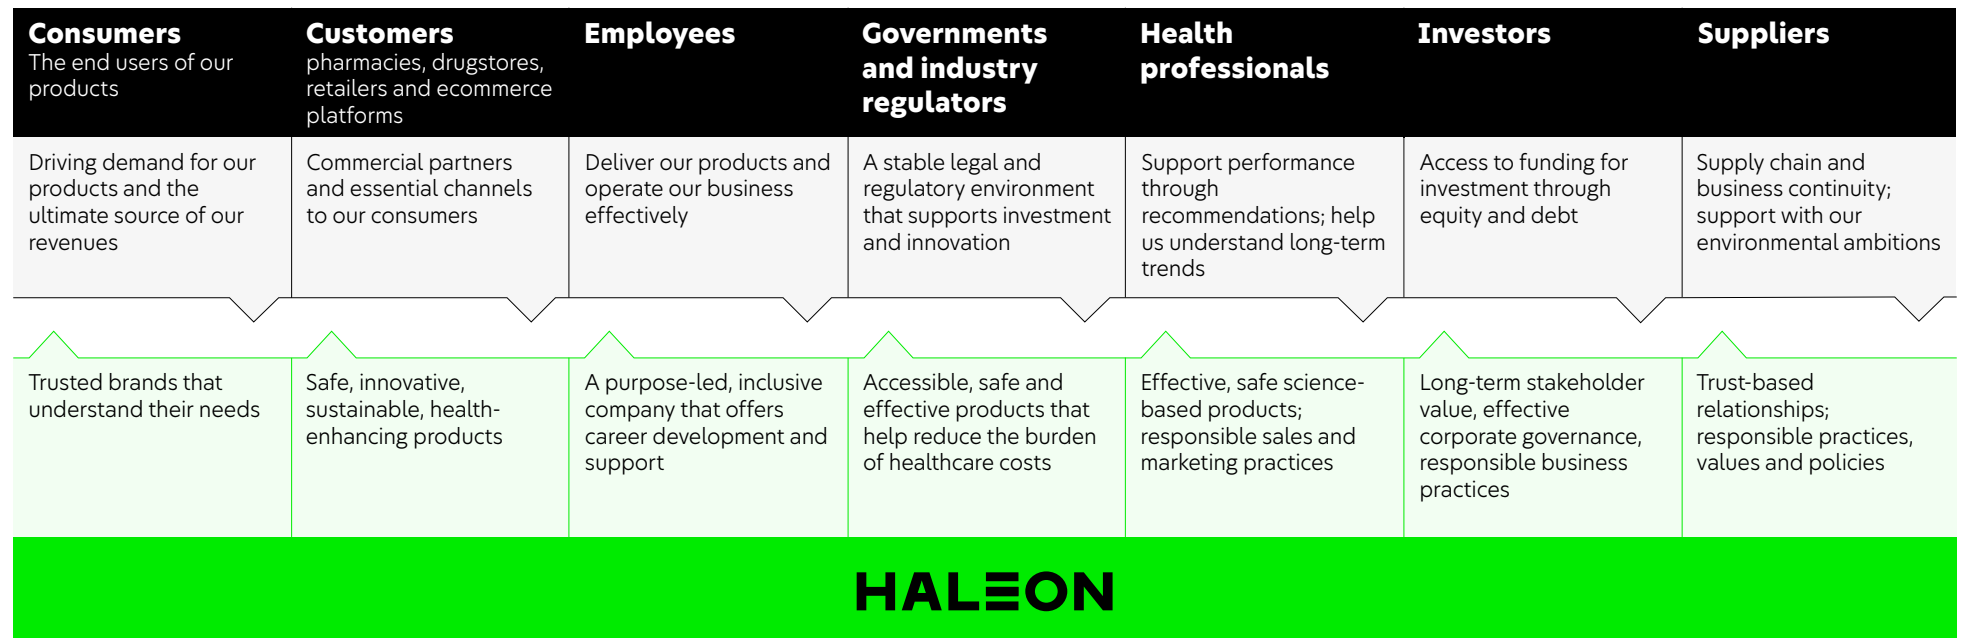 Consumers
The end users of our
products
Customers
pharmacies, drugstores,
retailers and ecommerce
platforms
Employees
Governments
and industry
regulators
Health
professionals
Investors
Suppliers
Driving demand for our
products and the
ultimate source of our
revenues
Commercial partners
and essential channels
to our consumers
Deliver our products and
operate our business
effectively
A stable legal and
regulatory environment
that supports investment
and innovation
Support performance
through
recommendations; help
us understand long-term
trends
Access to funding for
investment through
equity and debt
Supply chain and
business continuity;
support with our
environmental ambitions
Trusted brands that
understand their needs
Safe, innovative,
sustainable, health-
enhancing products
A purpose-led, inclusive
company that offers
career development and
support
Accessible, safe and
effective products that
help reduce the burden
of healthcare costs
Effective, safe science-
based products;
responsible sales and
marketing practices
Long-term stakeholder
value, effective
corporate governance,
responsible business
practices
Trust-based
relationships;
responsible practices,
values and policies
HALEON